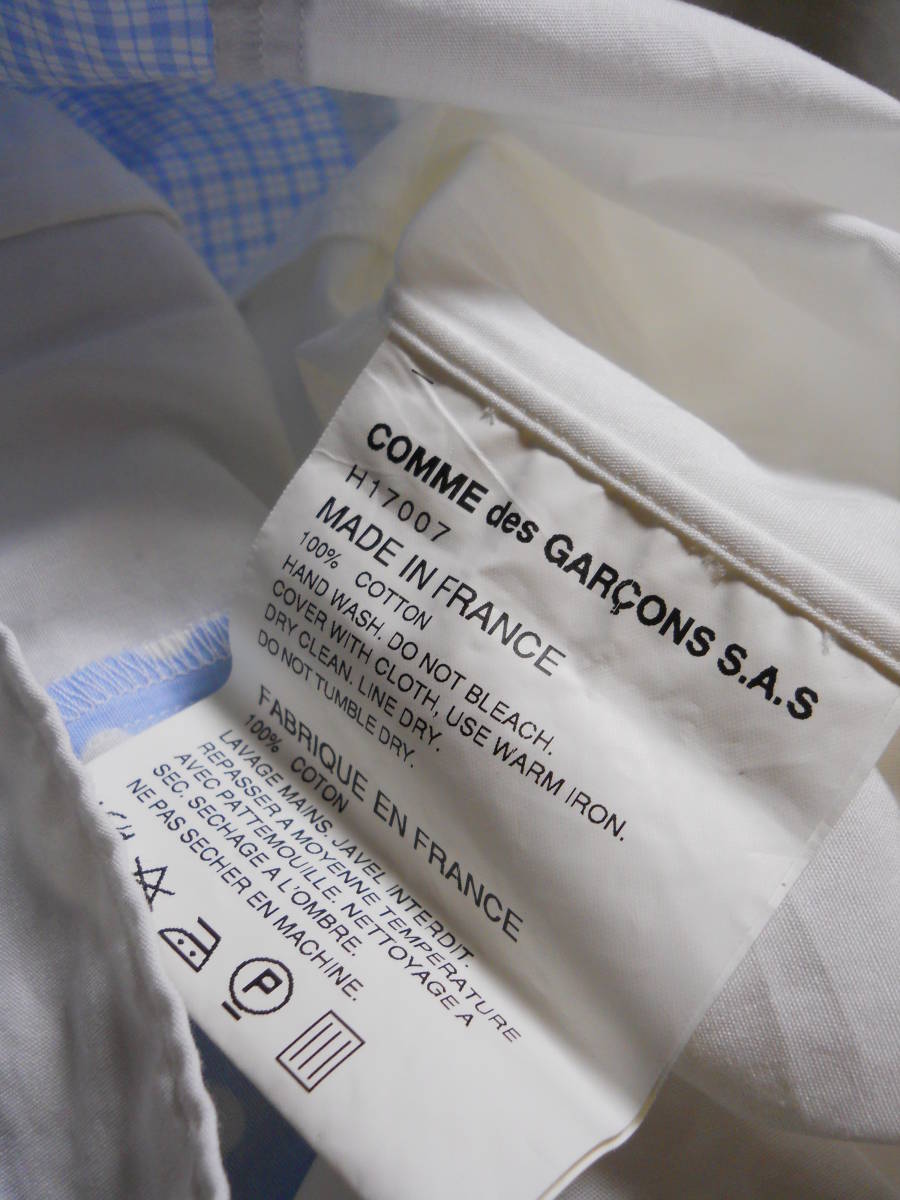 COMME des GARÇONS S.A.S
H17007
MADE IN FRANCE
100% COTTON
HAND WASH. DO NOT BLEACH.
COVER WITH CLOTH, USE WARM IRON.
DRY CLEAN. LINE DRY.
DO NOT TUMBLE DRY.
FABRIQUE EN FRANCE
100% COTON
LAVAGE MAINS. JAVEL INTERDIT.
REPASSER A MOYENNE TEMPERATURE
AVEC PATTEMOUILLE. NETTOYAGE A
SEC. SECHAGE A L'OMBRE.
NE PAS SECHER EN MACHINE.
P